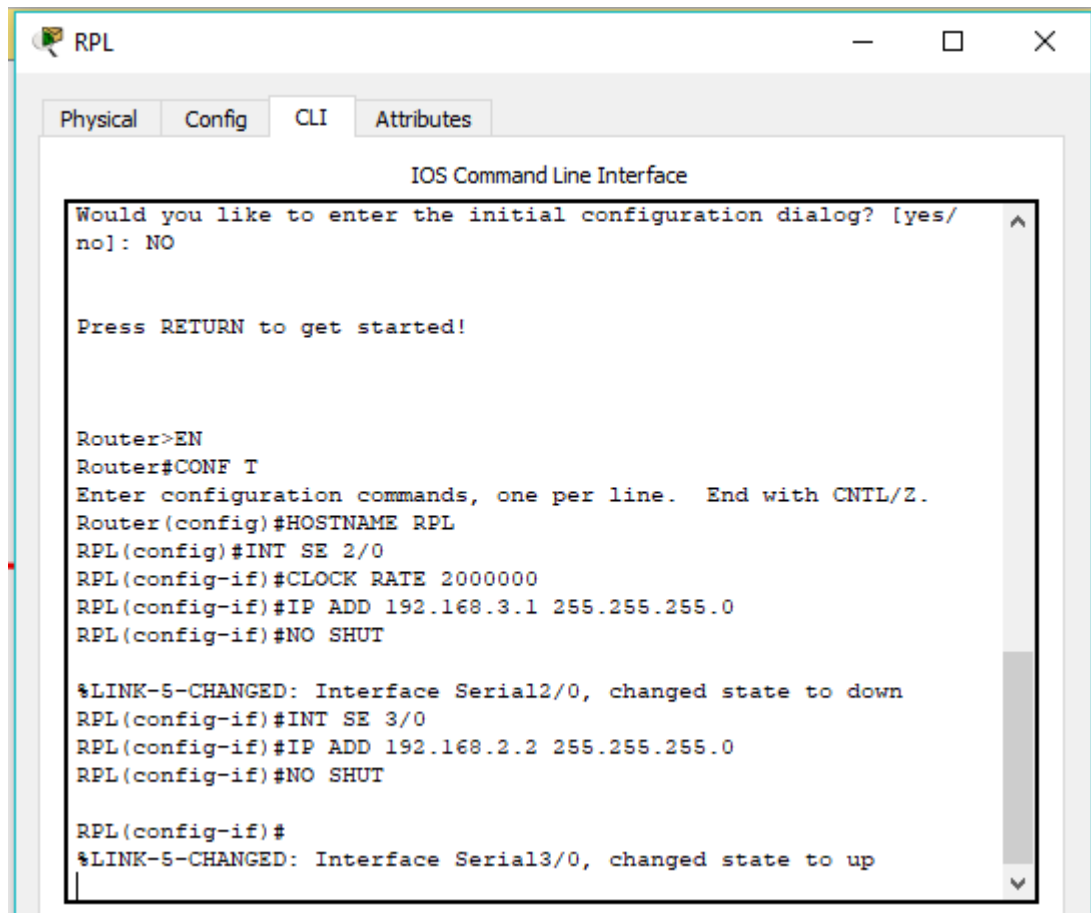 RPL
Physical Config CLI Attributes
IOS Command Line Interface
Would you like to enter the initial configuration dialog? [yes/
no]: NO
Press RETURN to get started!
Router>EN
Router#CONF T
Enter configuration commands, one per line.  End with CNTL/Z.
Router(config)#HOSTNAME RPL
RPL(config)#INT SE 2/0
RPL(config-if)#CLOCK RATE 2000000
RPL(config-if)#IP ADD 192.168.3.1 255.255.255.0
RPL(config-if)#NO SHUT
%LINK-5-CHANGED: Interface Serial2/0, changed state to down
RPL(config-if)#INT SE 3/0
RPL(config-if)#IP ADD 192.168.2.2 255.255.255.0
RPL(config-if)#NO SHUT
RPL(config-if)#
%LINK-5-CHANGED: Interface Serial3/0, changed state to up